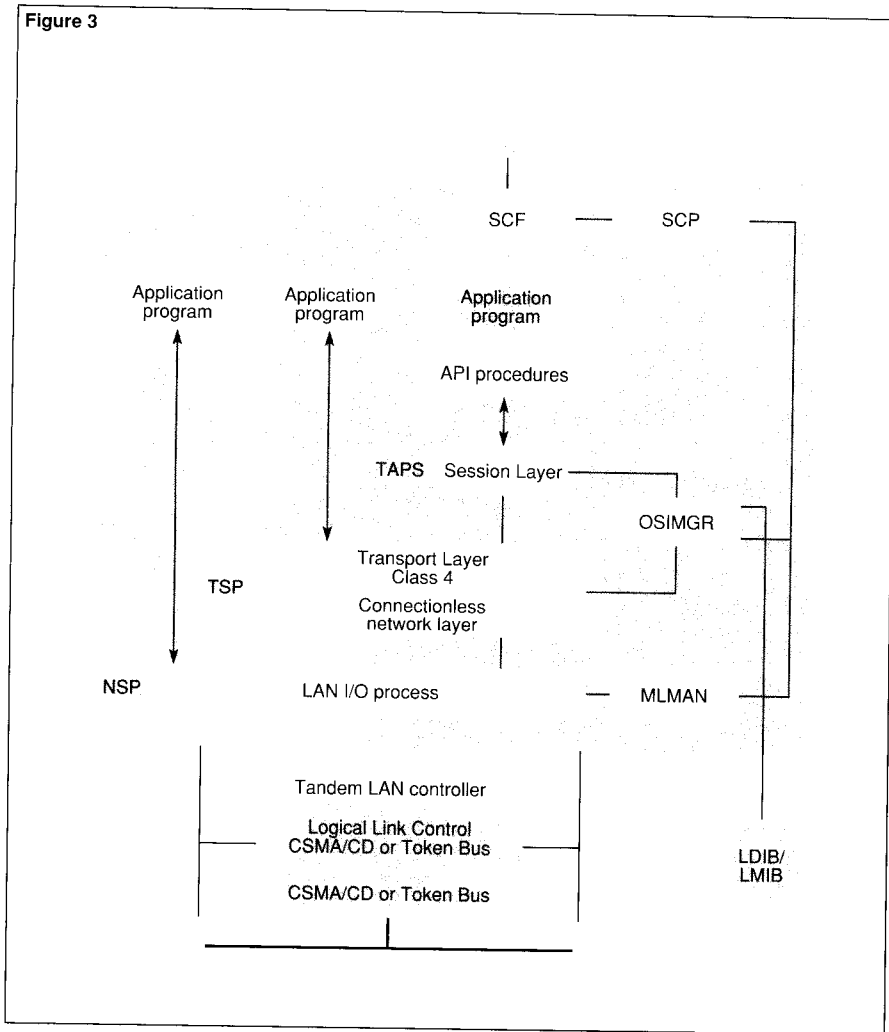 Figure 3
SCF
SCP
Application
program
Application
program
Application
program
API procedures
TAPS
Session Layer
OSIMGR
Transport Layer
Class 4
TSP
Connectionless
network layer
NSP
LAN I/O process
MLMAN
Tandem LAN controller
Logical Link Control
CSMA/CD or Token Bus
LDIB/
LMIB
CSMA/CD or Token Bus